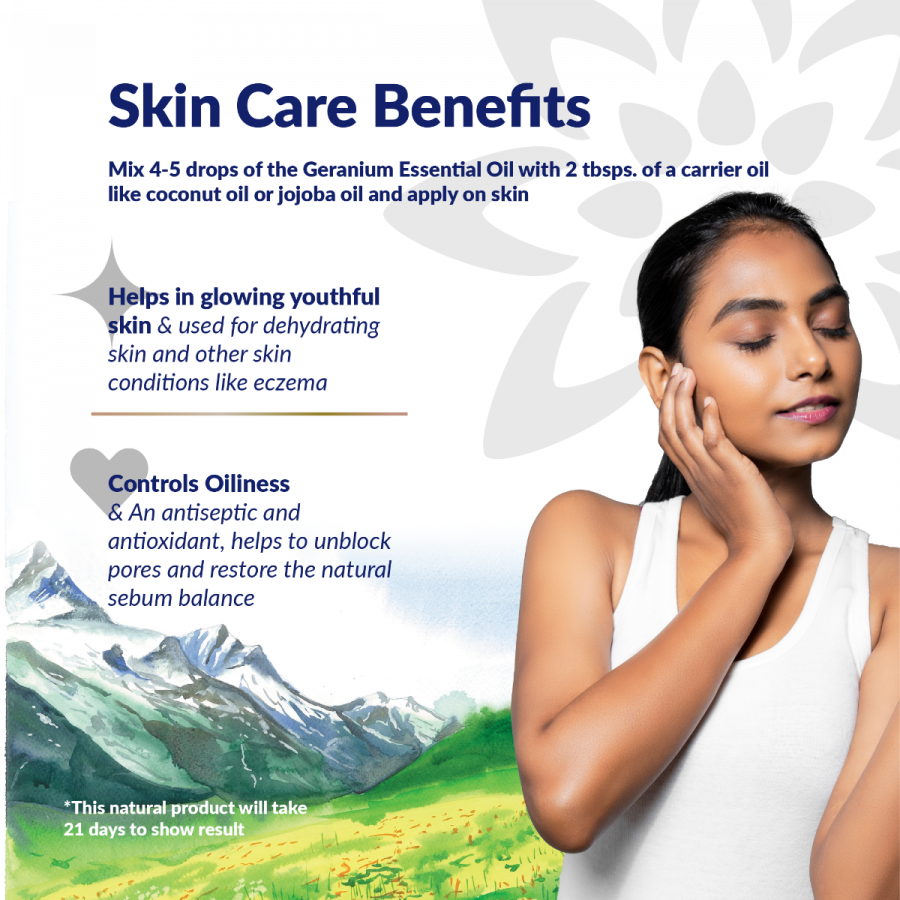 Skin Care Benefits
Mix 4-5 drops of the Geranium Essential Oil with 2 tbsps. of a carrier oil
like coconut oil or jojoba oil and apply on skin
Helps in glowing youthful
skin & used for dehydrating
skin and other skin
conditions like eczema
Controls Oiliness
& An antiseptic and
antioxidant, helps to unblock
pores and restore the natural
sebum balance
*This natural product will take
21 days to show result